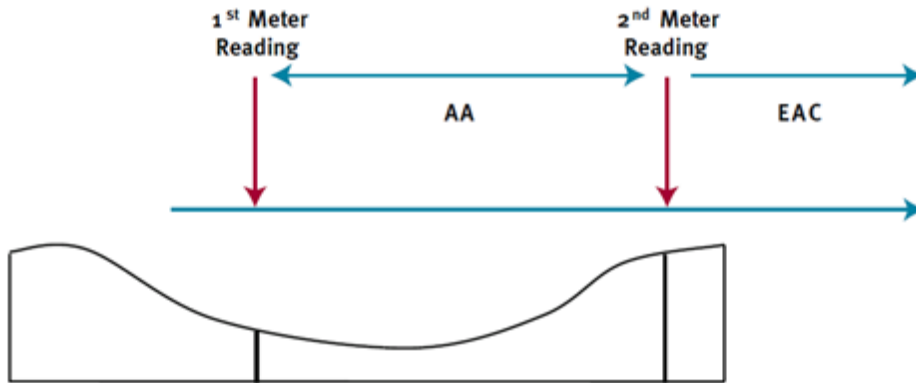 1st Meter
Reading
2nd Meter
Reading
AA
EAC